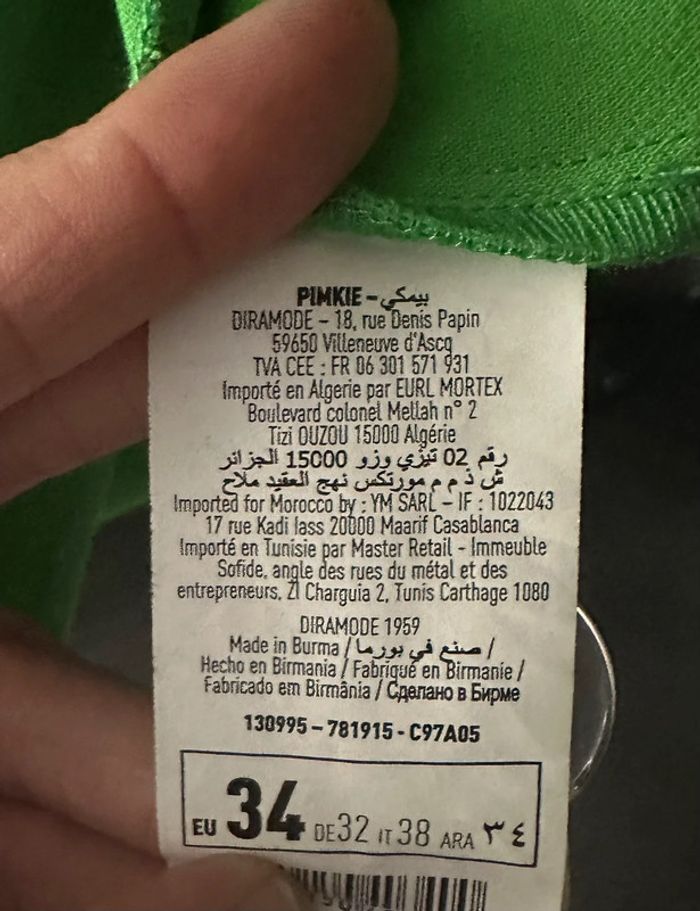 PIMKIE – بيمكي
DIRAMODE – 18, rue Denis Papin
59650 Villeneuve d'Ascq
TVA CEE : FR 06 301 571 931
Importé en Algerie par EURL MORTEX
Boulevard colonel Mellah n° 2
Tizi OUZOU 15000 Algérie
رقم 02 تيزي وزو 15000 الجزائر
ش ذ م م مورتكس نهج العقيد ملاح
Imported for Morocco by : YM SARL – IF : 1022043
17 rue Kadi Iass 20000 Maarif Casablanca
Importé en Tunisie par Master Retail - Immeuble
Sofide, angle des rues du métal et des
entrepreneurs, ZI Charguia 2, Tunis Carthage 1080
DIRAMODE 1959
Made in Burma / صنع في بورما /
Hecho en Birmania / Fabriqué en Birmanie /
Fabricado em Birmânia / Сделано в Бирме
130995 – 781915 - C97A05
EU 34 DE 32 IT 38 ARA ٣٤